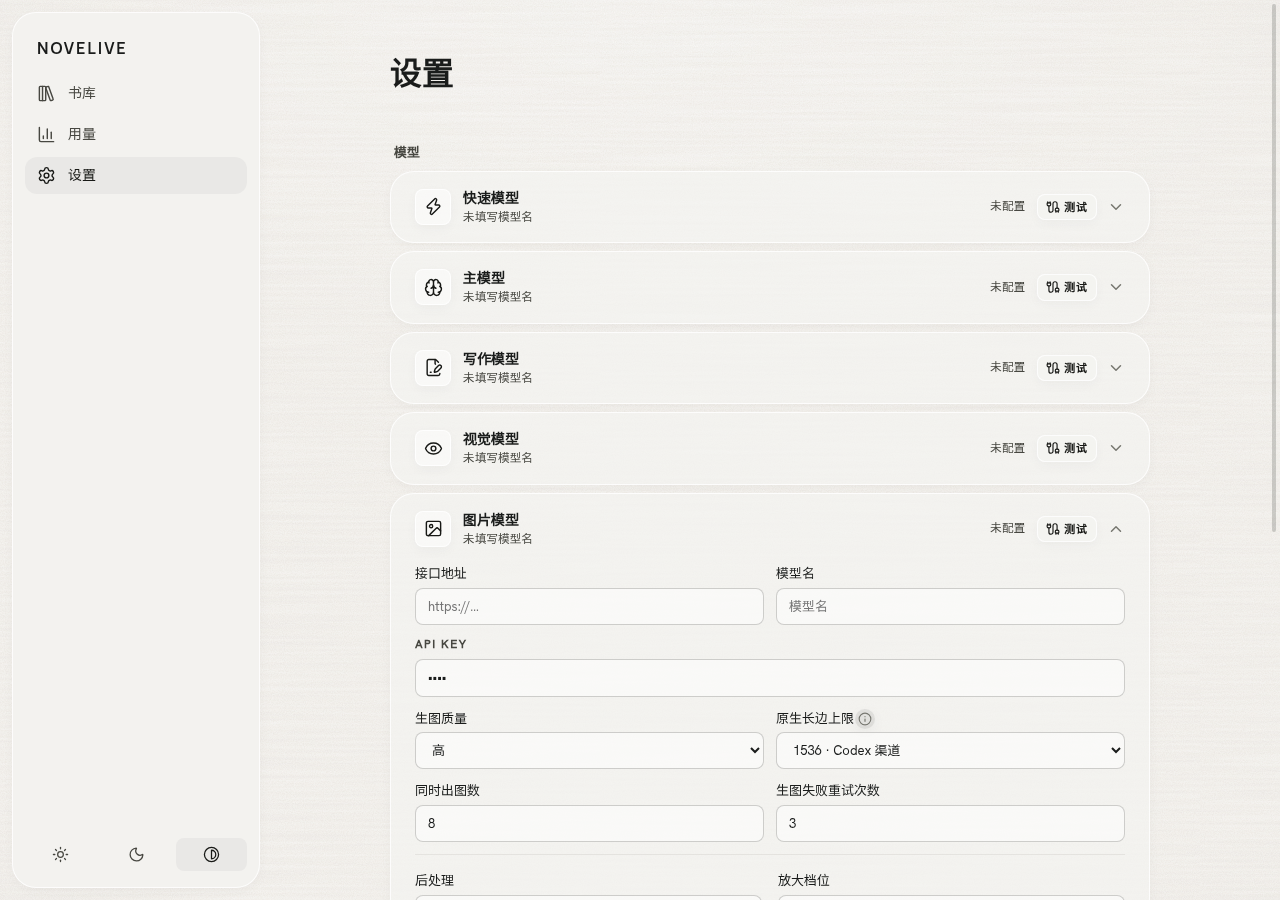 NOVELIVE
书库
用量
设置
设置
模型
快速模型
未填写模型名
未配置
测试
主模型
未填写模型名
未配置
测试
写作模型
未填写模型名
未配置
测试
视觉模型
未填写模型名
未配置
测试
图片模型
未填写模型名
未配置
测试
接口地址
模型名
https://...
模型名
API KEY
••••
生图质量
原生长边上限
高
1536 · Codex 渠道
同时出图数
生图失败重试次数
8
3
后处理
放大档位